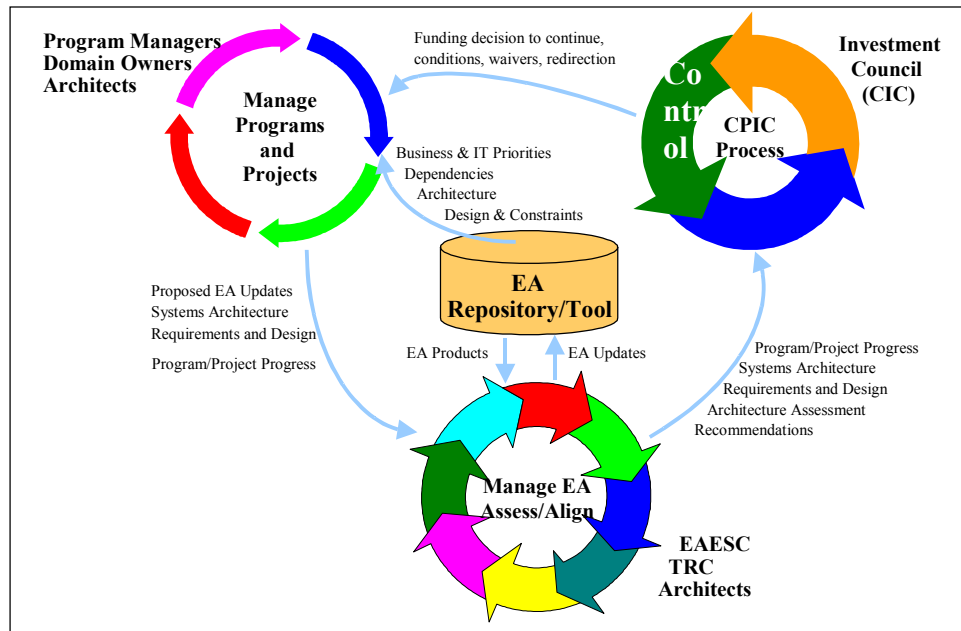 Program Managers
Domain Owners
Architects
Manage
Programs
and
Projects
Funding decision to continue,
conditions, waivers, redirection
Co
ntr
ol
CPIC
Process
Investment
Council
(CIC)
Business & IT Priorities
Dependencies
Architecture
Design & Constraints
EA
Repository/Tool
Proposed EA Updates
Systems Architecture
Requirements and Design
Program/Project Progress
EA Products
EA Updates
Program/Project Progress
Systems Architecture
Requirements and Design
Architecture Assessment
Recommendations
Manage EA
Assess/Align
EAESC
TRC
Architects